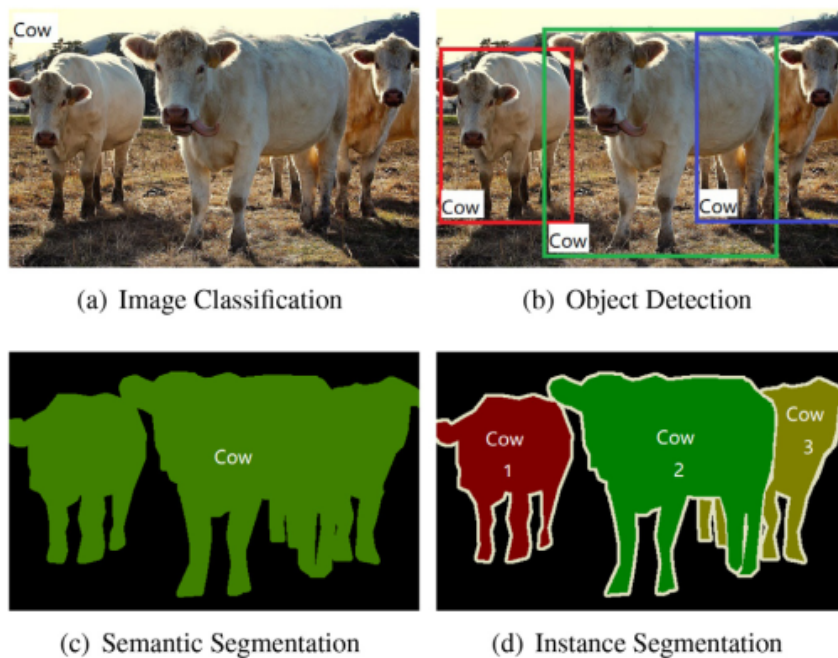 Cow
Cow
Cow
Cow
(a) Image Classification
(b) Object Detection
Cow
Cow
1
Cow
2
Cow
3
(c) Semantic Segmentation
(d) Instance Segmentation